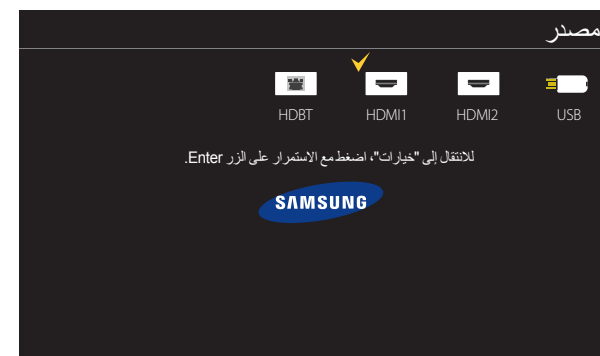 مصدر
USB HDMI2 HDMI1 HDBT
للانتقال إلى "خيارات"، اضغط مع الاستمرار على الزر Enter.
SAMSUNG